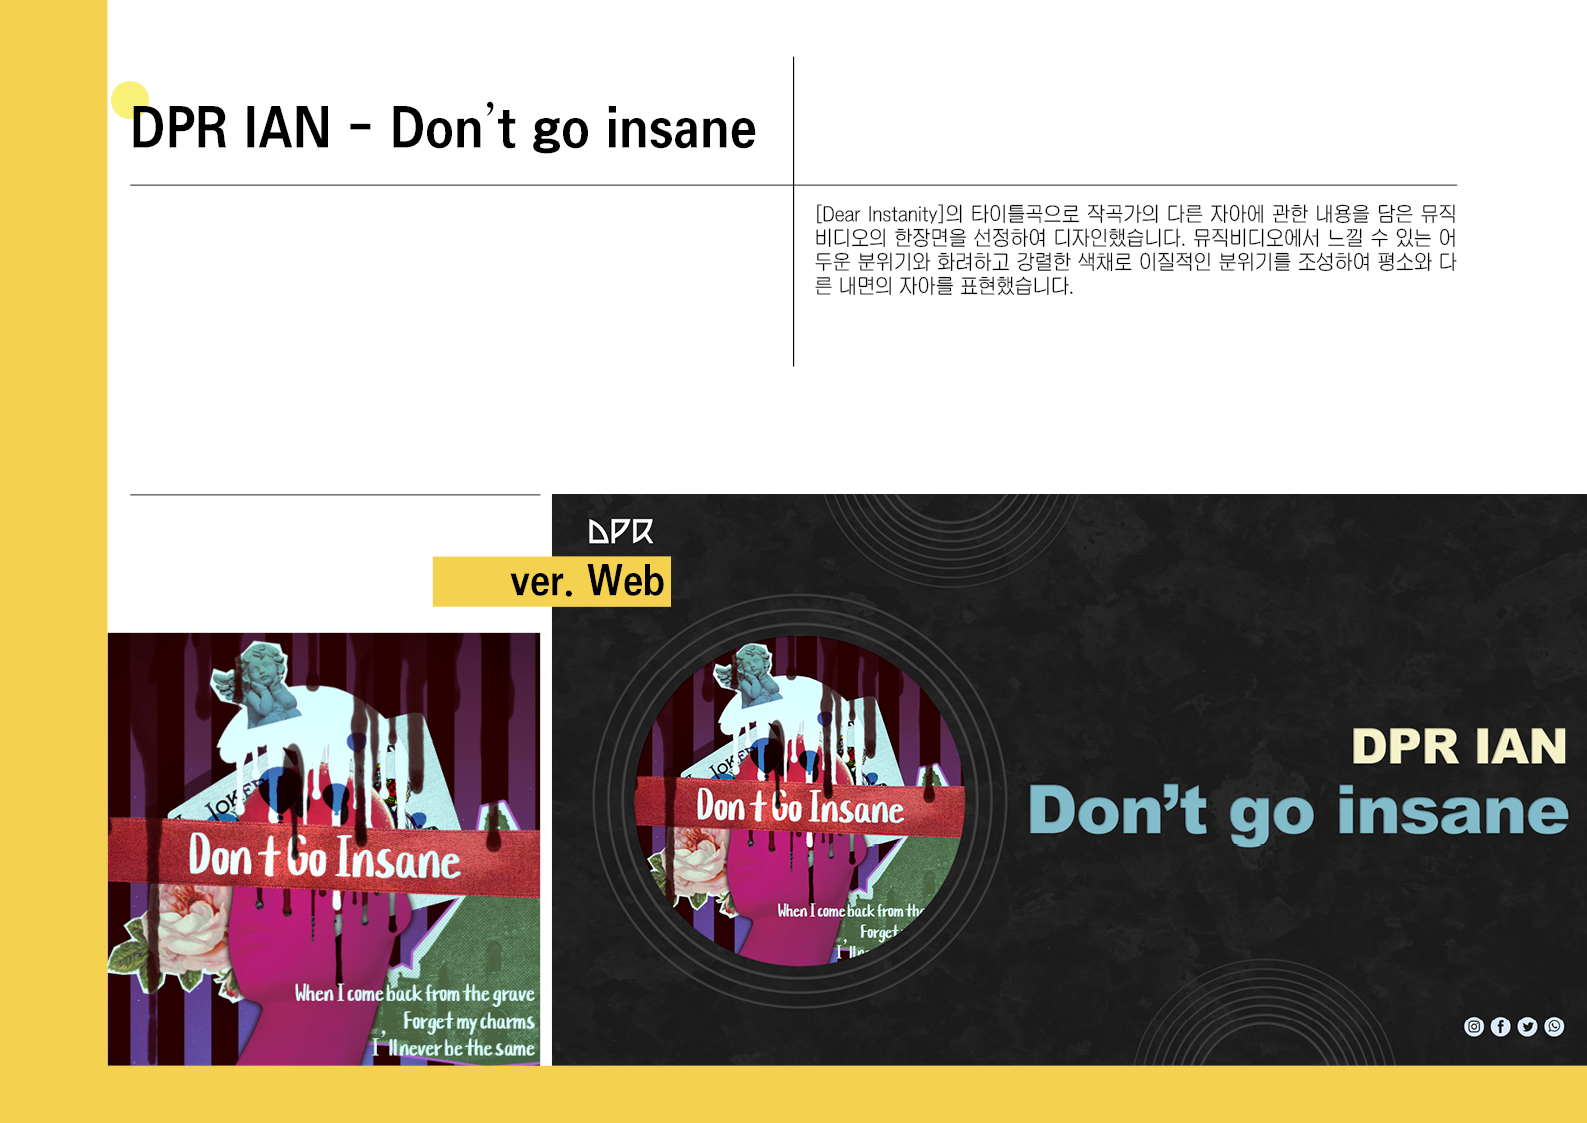 DPR IAN - Don't go insane
[Dear Instanity]의 타이틀곡으로 작곡가의 다른 자아에 관한 내용을 담은 뮤직
비디오의 한장면을 선정하여 디자인했습니다. 뮤직비디오에서 느낄 수 있는 어
두운 분위기와 화려하고 강렬한 색채로 이질적인 분위기를 조성하여 평소와 다
른 내면의 자아를 표현했습니다.
DPR
ver. Web
JOKE
Don t Go Insane
When I come back from the grave
Forget my charms
I'll never be the same
JOKE
Don t Go Insane
When I come back from the
Forget
I'll ne
DPR IAN
Don't go insane